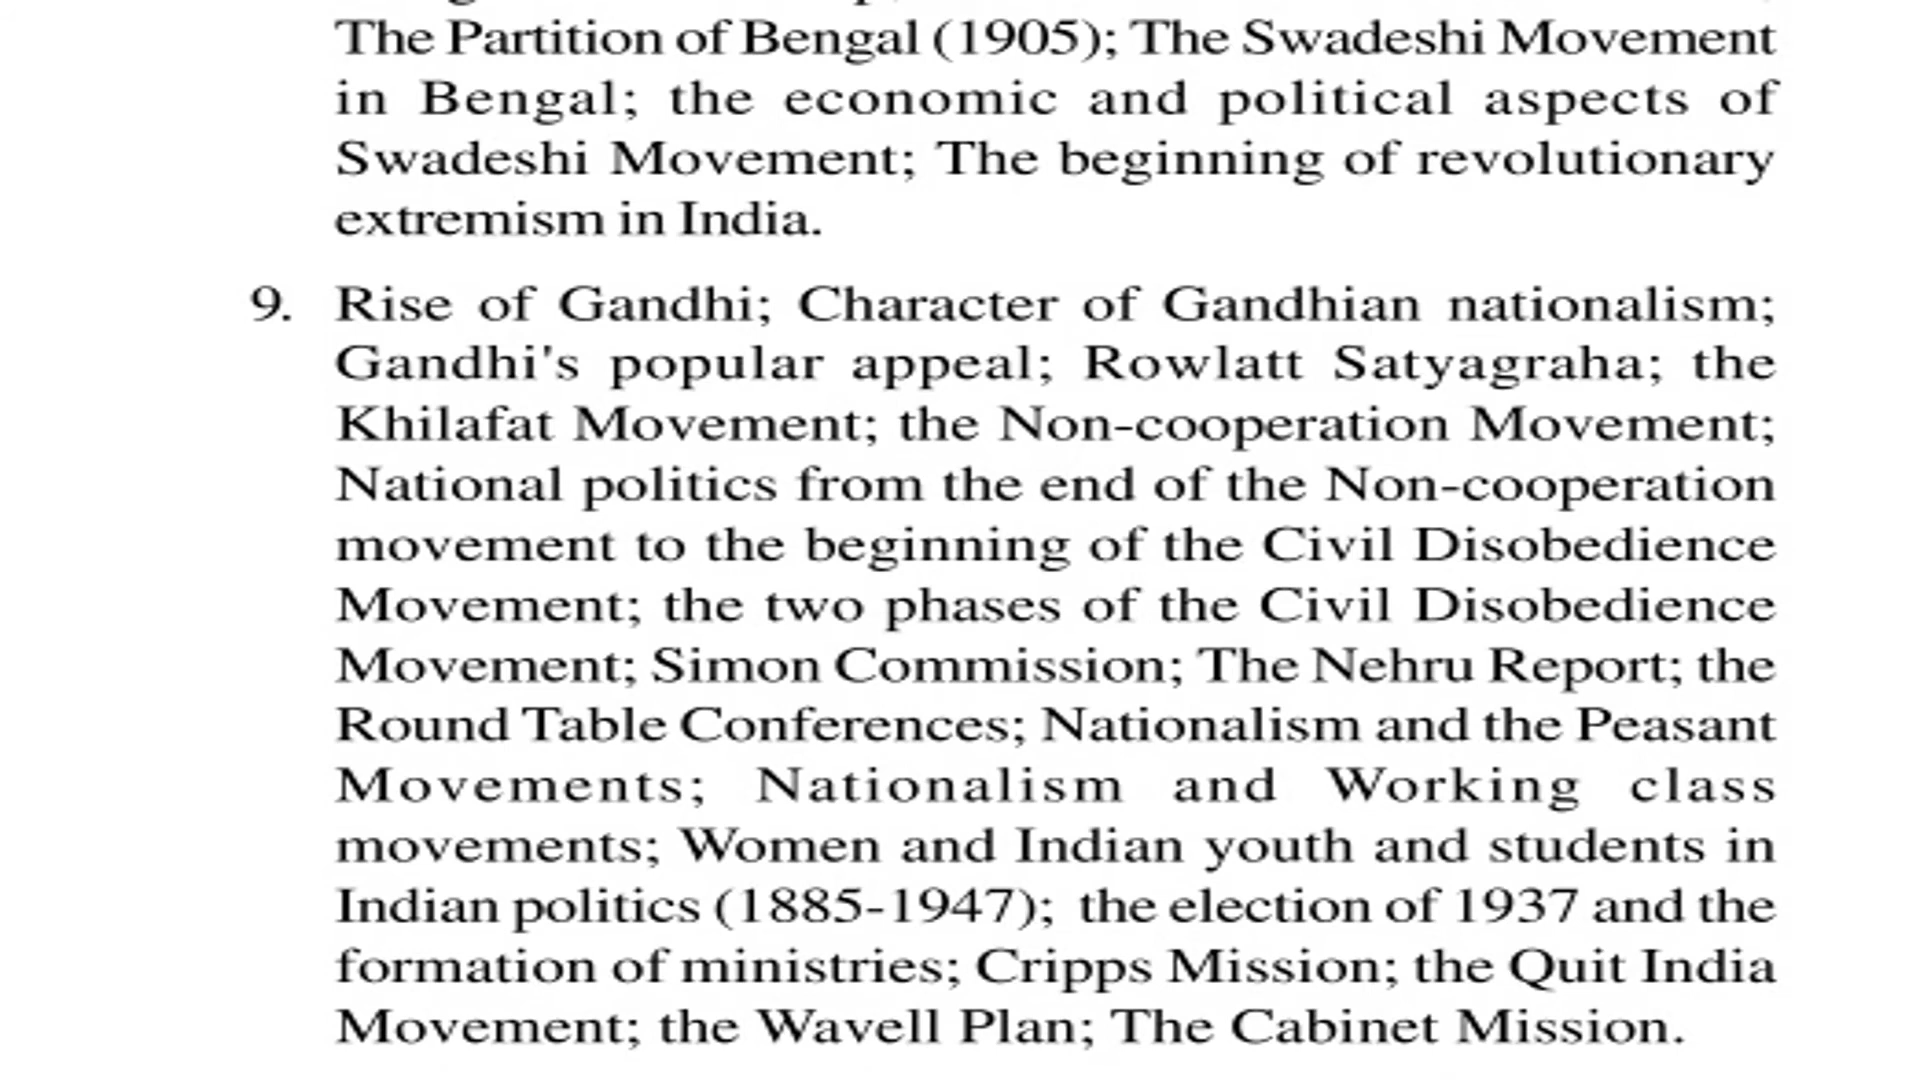 The Partition of Bengal (1905); The Swadeshi Movement
in Bengal; the economic and political aspects of
Swadeshi Movement; The beginning of revolutionary
extremism in India.
9. Rise of Gandhi; Character of Gandhian nationalism;
Gandhi's popular appeal; Rowlatt Satyagraha; the
Khilafat Movement; the Non-cooperation Movement;
National politics from the end of the Non-cooperation
movement to the beginning of the Civil Disobedience
Movement; the two phases of the Civil Disobedience
Movement; Simon Commission; The Nehru Report; the
Round Table Conferences; Nationalism and the Peasant
Movements; Nationalism and Working class
movements; Women and Indian youth and students in
Indian politics (1885-1947); the election of 1937 and the
formation of ministries; Cripps Mission; the Quit India
Movement; the Wavell Plan; The Cabinet Mission.